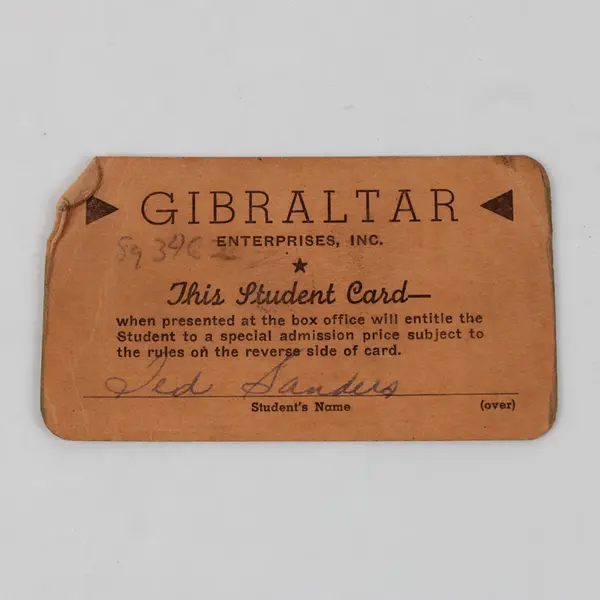 GIBRALTAR
ENTERPRISES, INC.
This Student Card—
when presented at the box office will entitle the
Student to a special admission price subject to
the rules on the reverse side of card.
Ted Sanders
Student's Name (over)